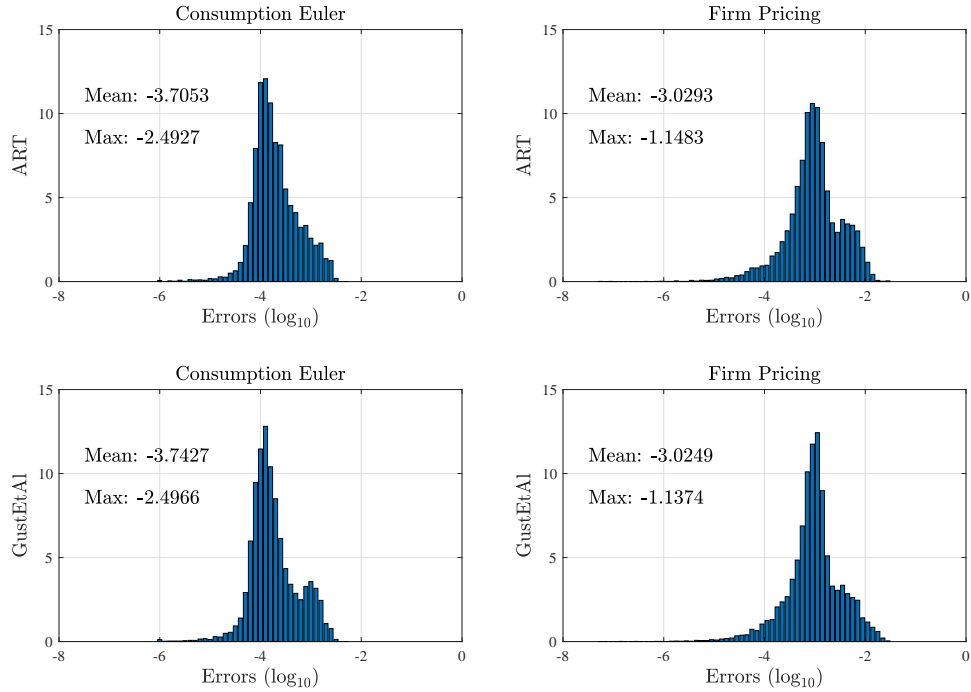 Consumption Euler
15
10
5
0
ART
Mean: -3.7053
Max: -2.4927
-8 -6 -4 -2 0
Errors (log10)
Firm Pricing
15
10
5
0
ART
Mean: -3.0293
Max: -1.1483
-8 -6 -4 -2 0
Errors (log10)
Consumption Euler
15
10
5
0
GustEtAl
Mean: -3.7427
Max: -2.4966
-8 -6 -4 -2 0
Errors (log10)
Firm Pricing
15
10
5
0
GustEtAl
Mean: -3.0249
Max: -1.1374
-8 -6 -4 -2 0
Errors (log10)